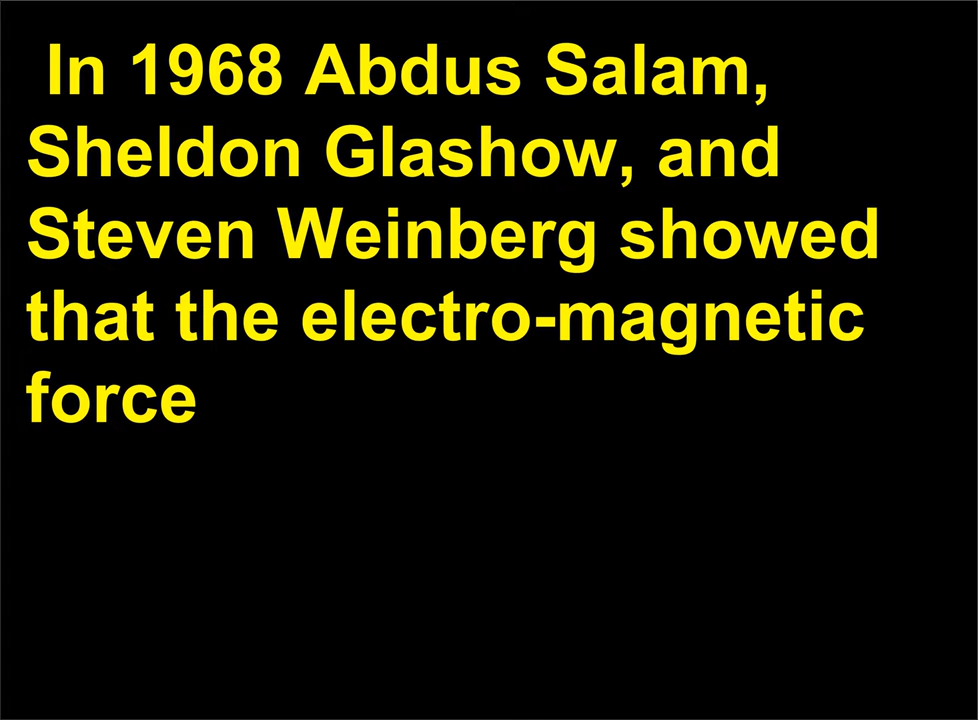 In 1968 Abdus Salam,
Sheldon Glashow, and
Steven Weinberg showed
that the electro-magnetic
force